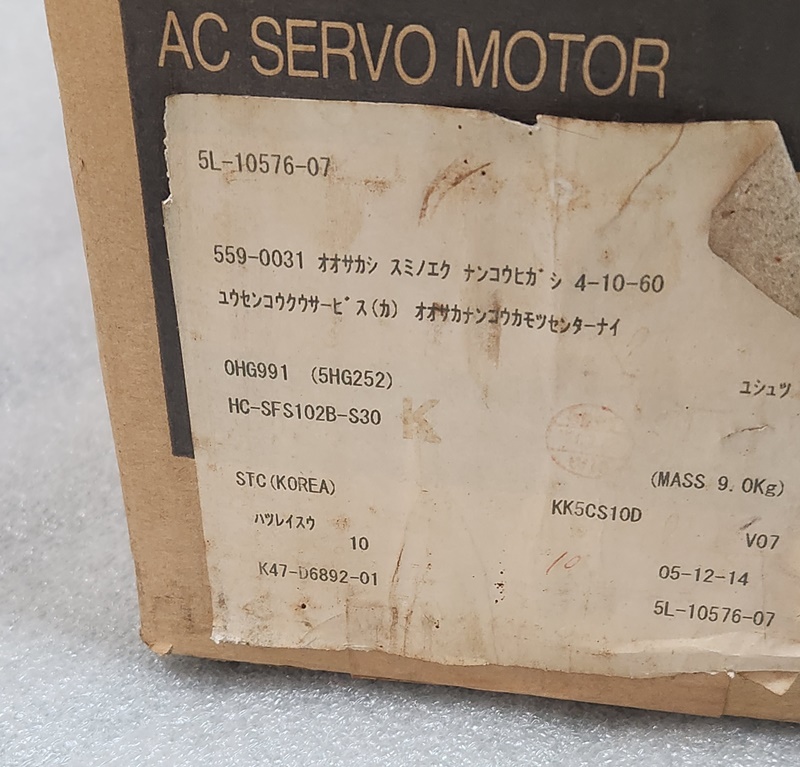 AC SERVO MOTOR
5L-10576-07
559-0031 オオサカシ スミノエク ナンコウヒガシ 4-10-60
ユウセンコウクウサービス(カ) オオサカナンコウカモツセンターナイ
0HG991 (5HG252)
ユシュツ
HC-SFS102B-S30 K
STC(KOREA) (MASS 9.0Kg)
ハツレイスウ KK5CS10D
10 V07
K47-D6892-01 10 05-12-14
5L-10576-07